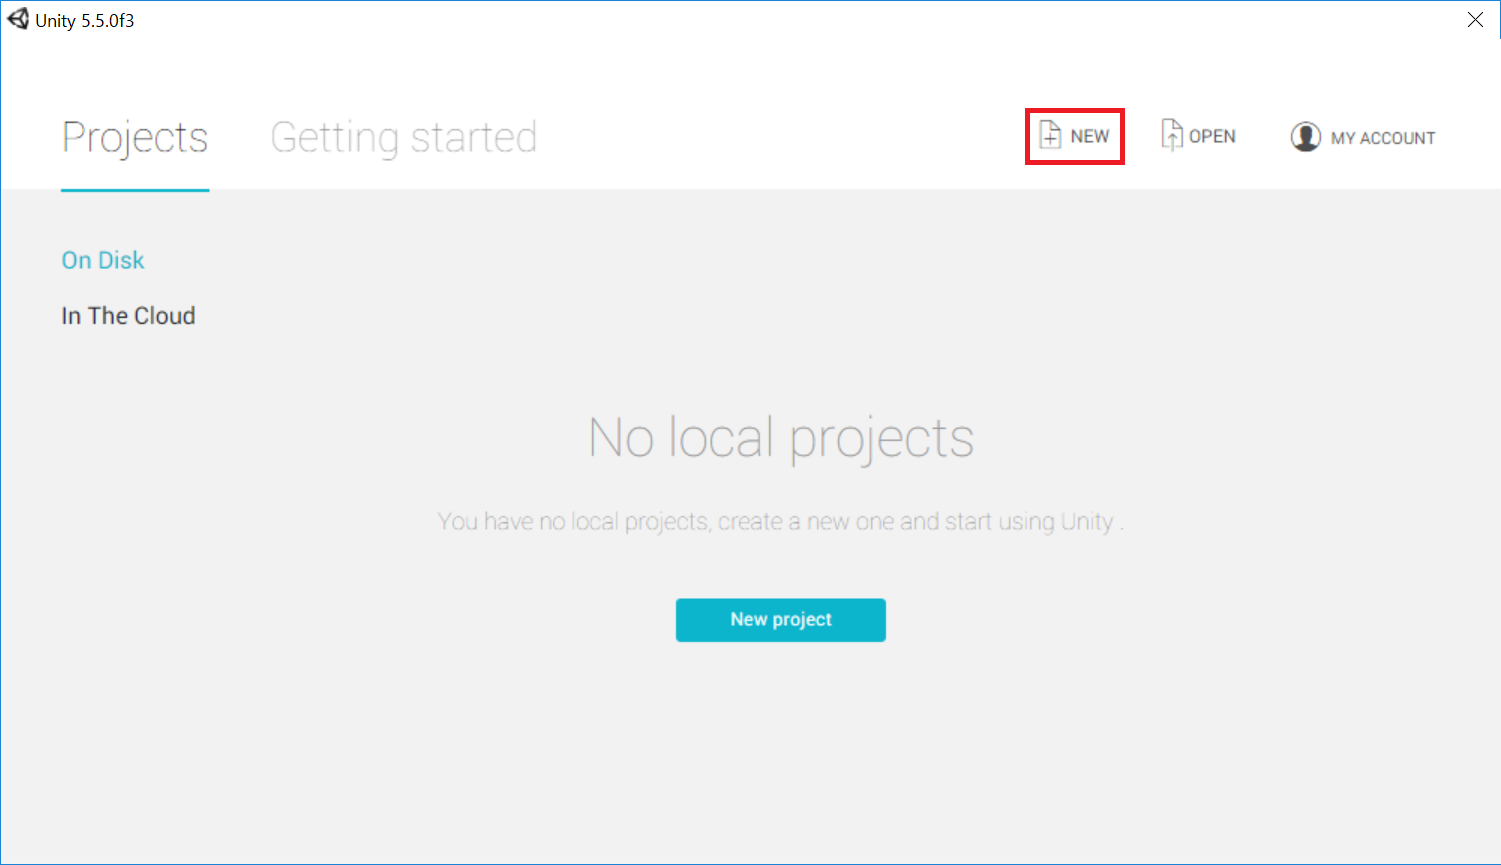 Unity 5.5.0f3
Projects
Getting started
NEW
OPEN
MY ACCOUNT
On Disk
In The Cloud
No local projects
You have no local projects, create a new one and start using Unity .
New project